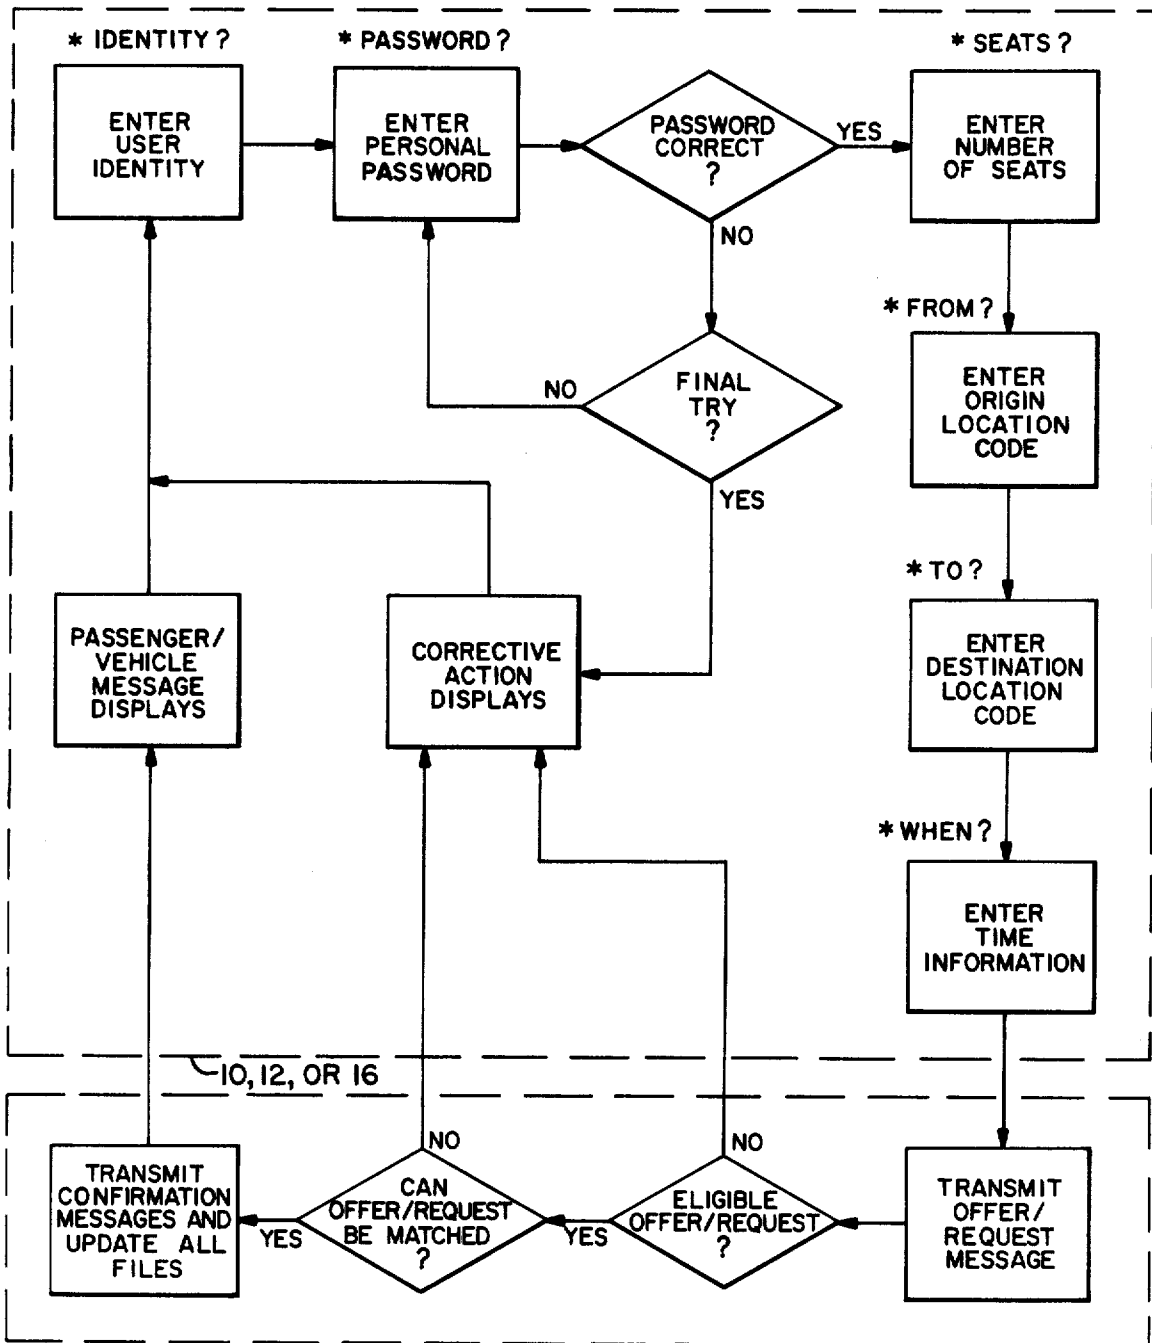 * IDENTITY?
* PASSWORD?
* SEATS?
ENTER
USER
IDENTITY
ENTER
PERSONAL
PASSWORD
PASSWORD
CORRECT
?
YES
NO
ENTER
NUMBER
OF SEATS
* FROM?
FINAL
TRY
?
NO
YES
ENTER
ORIGIN
LOCATION
CODE
* TO?
PASSENGER/
VEHICLE
MESSAGE
DISPLAYS
CORRECTIVE
ACTION
DISPLAYS
ENTER
DESTINATION
LOCATION
CODE
* WHEN?
ENTER
TIME
INFORMATION
10, 12, OR 16
TRANSMIT
CONFIRMATION
MESSAGES AND
UPDATE ALL
FILES
YES
NO
CAN
OFFER/REQUEST
BE MATCHED
?
YES
NO
ELIGIBLE
OFFER/REQUEST
?
TRANSMIT
OFFER/
REQUEST
MESSAGE